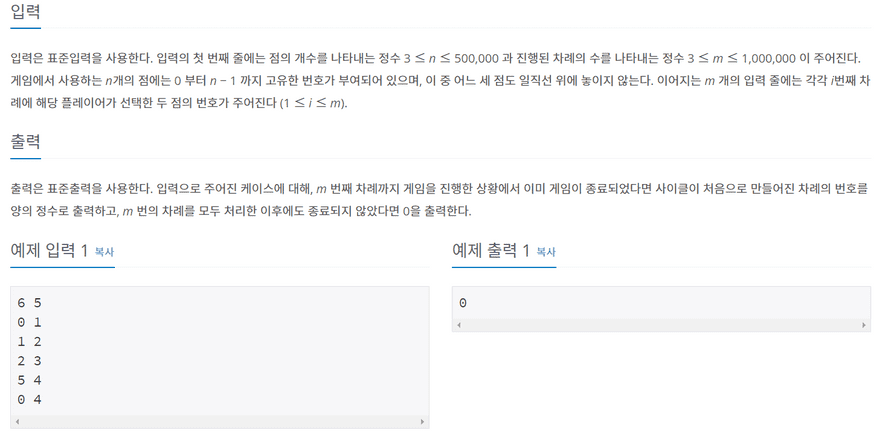 입력
입력은 표준입력을 사용한다. 입력의 첫 번째 줄에는 점의 개수를 나타내는 정수 3 ≤ n ≤ 500,000 과 진행된 차례의 수를 나타내는 정수 3 ≤ m ≤ 1,000,000 이 주어진다.
게임에서 사용하는 n개의 점에는 0 부터 n − 1 까지 고유한 번호가 부여되어 있으며, 이 중 어느 세 점도 일직선 위에 놓이지 않는다. 이어지는 m 개의 입력 줄에는 각각 i번째 차
례에 해당 플레이어가 선택한 두 점의 번호가 주어진다 (1 ≤ i ≤ m).
출력
출력은 표준출력을 사용한다. 입력으로 주어진 케이스에 대해, m 번째 차례까지 게임을 진행한 상황에서 이미 게임이 종료되었다면 사이클이 처음으로 만들어진 차례의 번호를
양의 정수로 출력하고, m 번의 차례를 모두 처리한 이후에도 종료되지 않았다면 0을 출력한다.
예제 입력 1 복사
6 5
0 1
1 2
2 3
5 4
0 4
예제 출력 1 복사
0